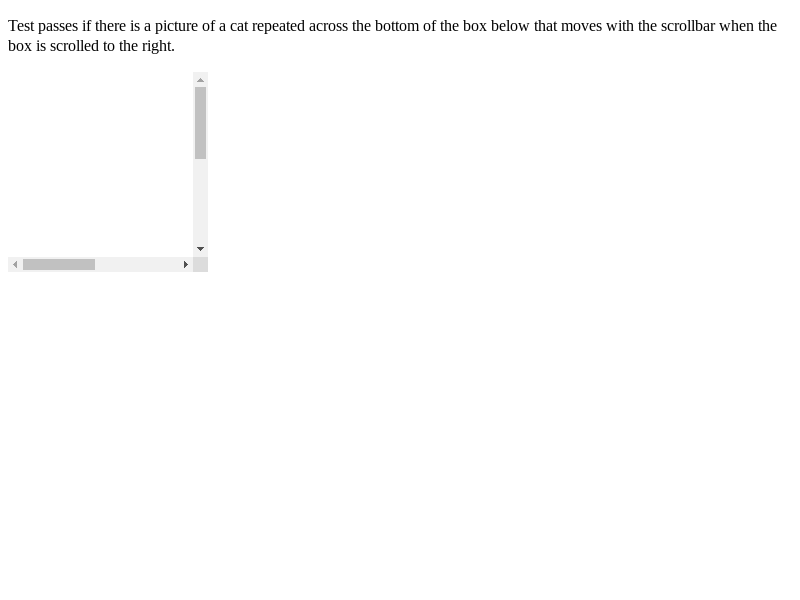 Test passes if there is a picture of a cat repeated across the bottom of the box below that moves with the scrollbar when the
box is scrolled to the right.